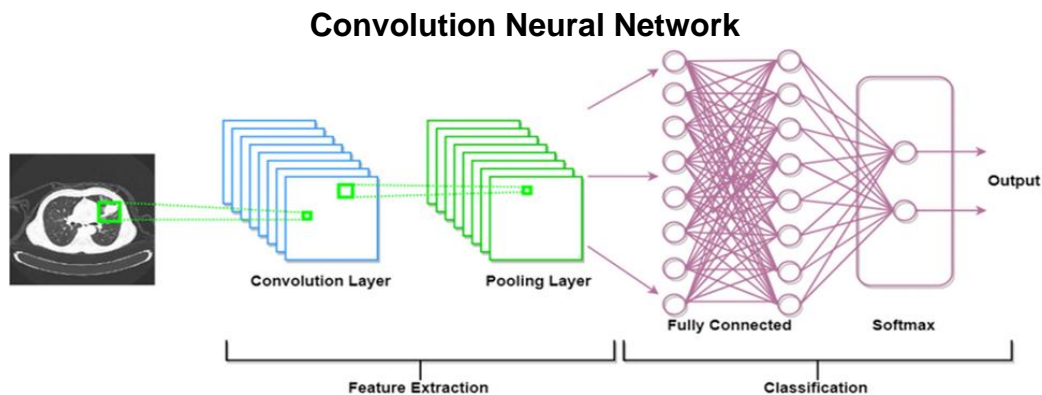 Convolution Neural Network
Output
Convolution Layer
Pooling Layer
Fully Connected
Softmax
Feature Extraction
Classification